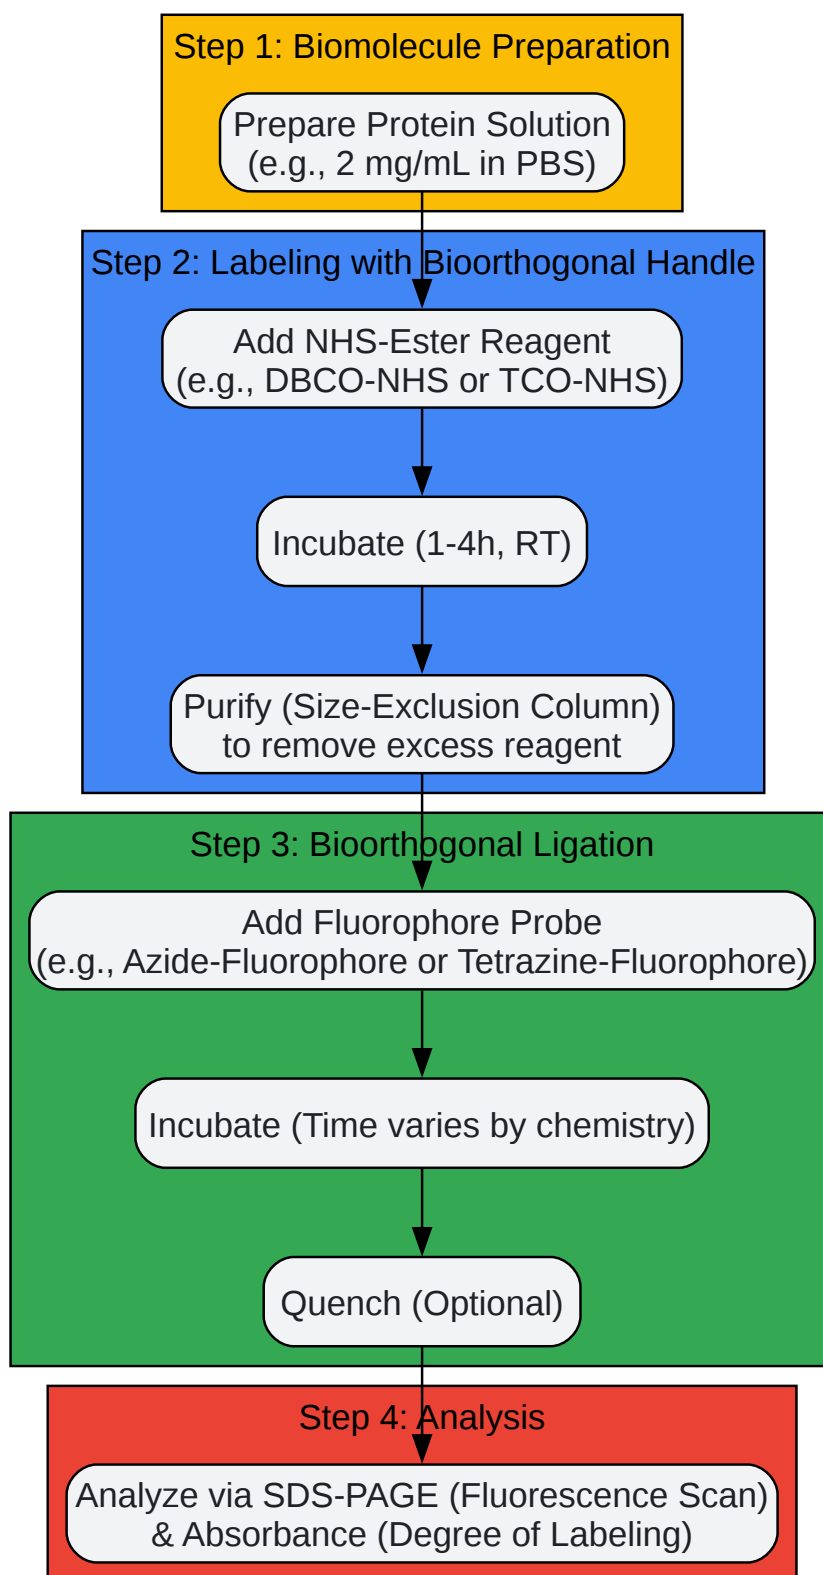 Step 1: Biomolecule Preparation
Prepare Protein Solution
(e.g., 2 mg/mL in PBS)
Step 2: Labeling with Bioorthogonal Handle
Add NHS-Ester Reagent
(e.g., DBCO-NHS or TCO-NHS)
Incubate (1-4h, RT)
Purify (Size-Exclusion Column)
to remove excess reagent
Step 3: Bioorthogonal Ligation
Add Fluorophore Probe
(e.g., Azide-Fluorophore or Tetrazine-Fluorophore)
Incubate (Time varies by chemistry)
Quench (Optional)
Step 4: Analysis
Analyze via SDS-PAGE (Fluorescence Scan)
& Absorbance (Degree of Labeling)